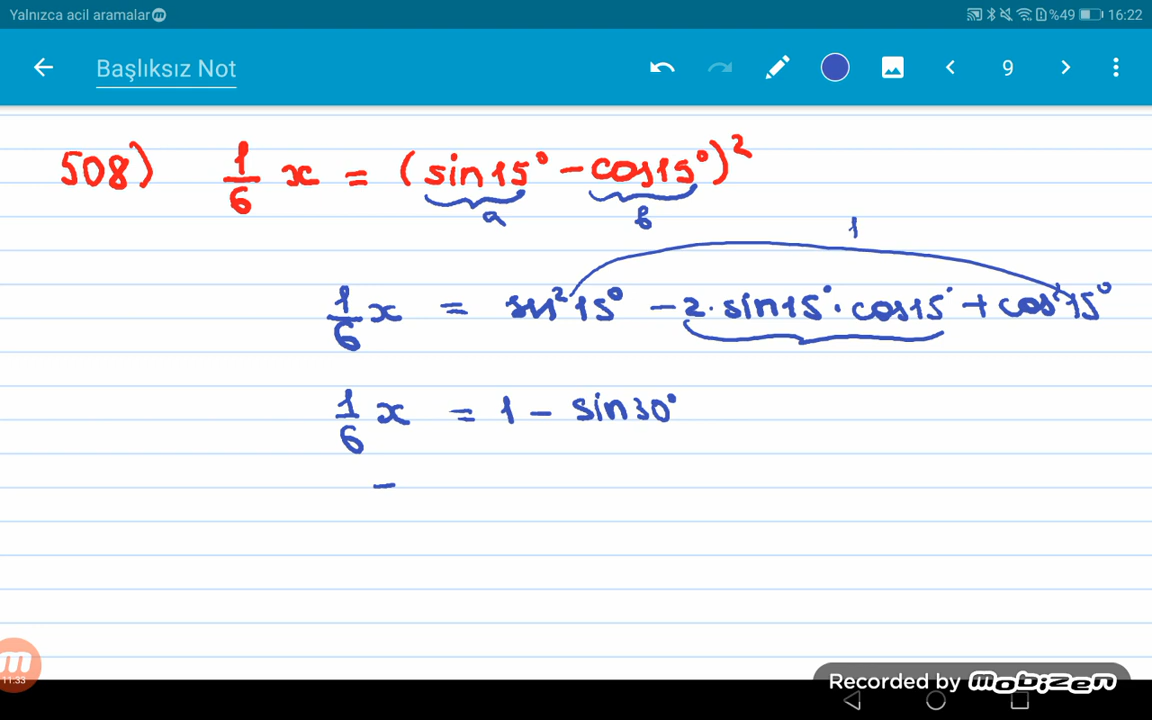 Yalnızca acil aramalar %49 16:22
Başlıksız Not 9
508) 1/6 x = (sin15° - cos15°)²
a b
1
1/6 x = sin²15° - 2·sin15°·cos15° + cos²15°
1/6 x = 1 - sin30°
11:33
Recorded by mobizen